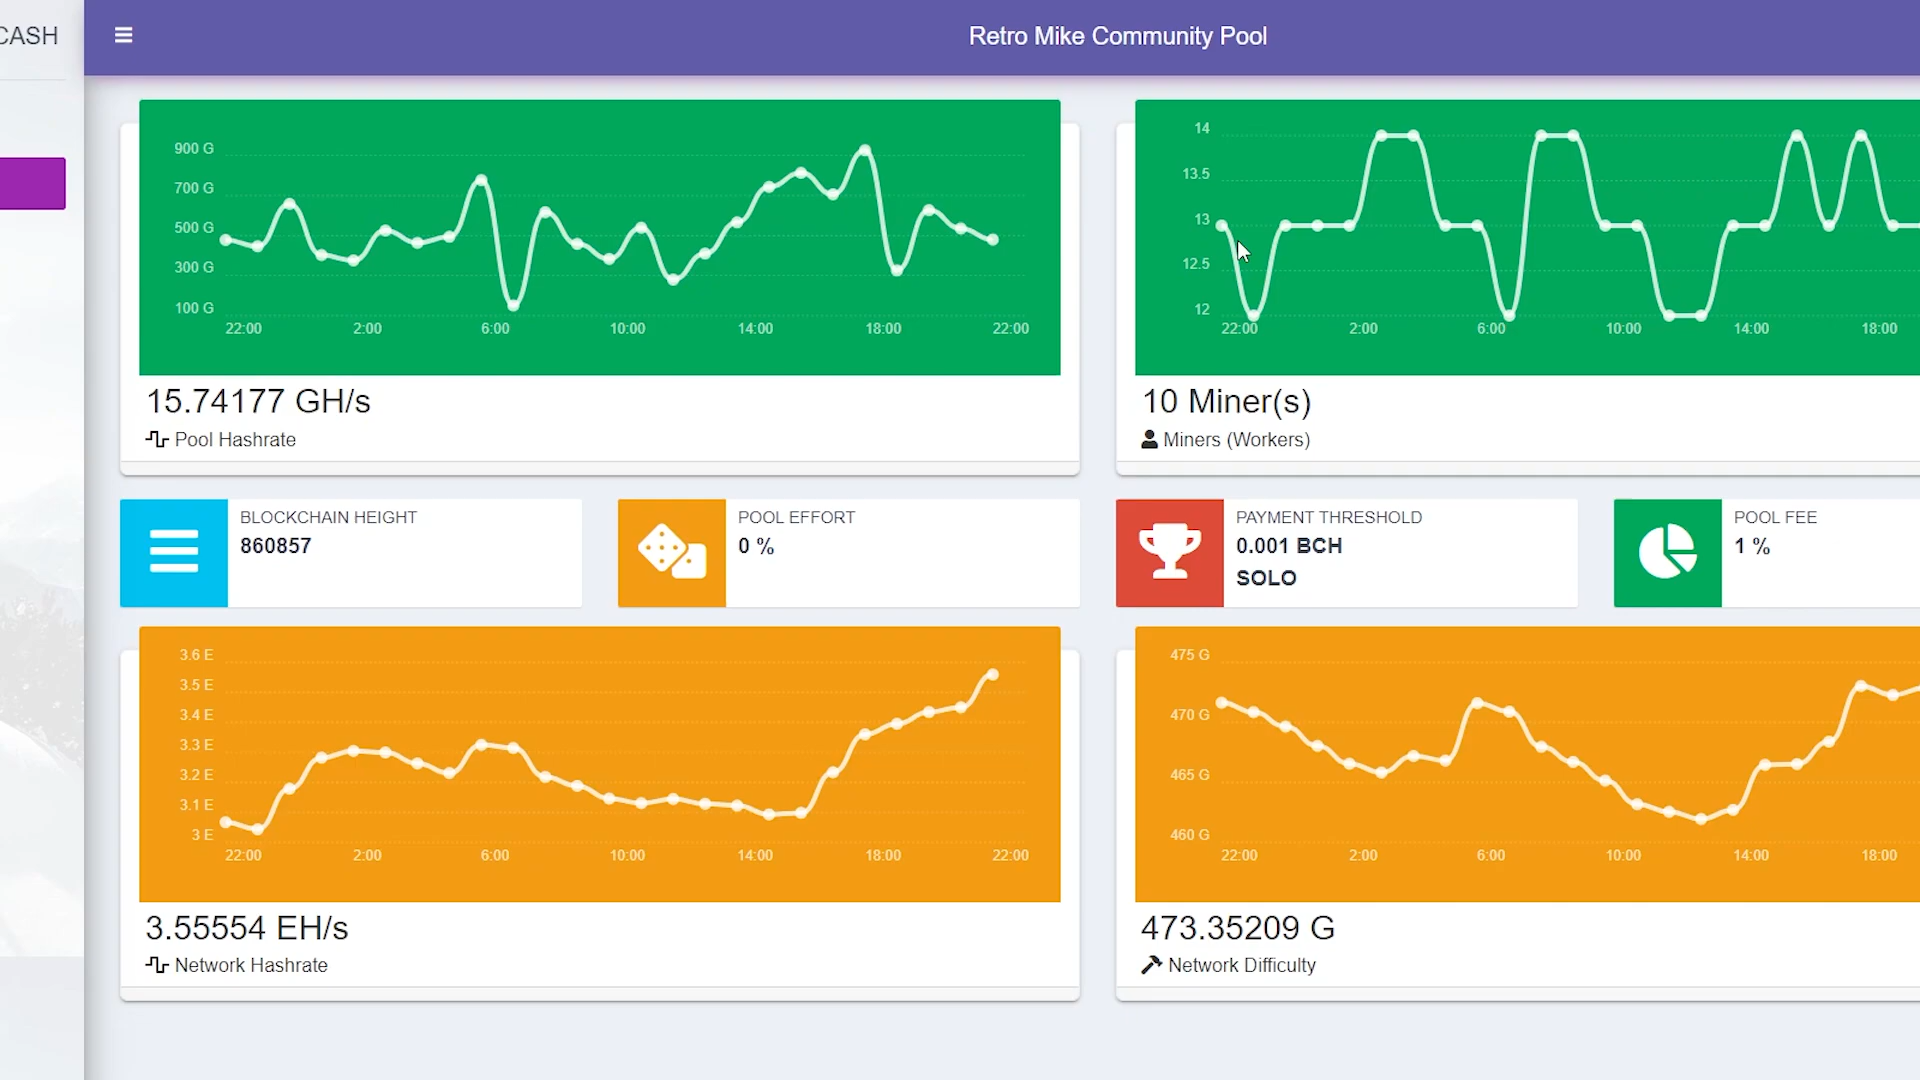 CASH
Retro Mike Community Pool
900 G
700 G
500 G
300 G
100 G
22:00 2:00 6:00 10:00 14:00 18:00 22:00
15.74177 GH/s
Pool Hashrate
14
13.5
13
12.5
12
22:00 2:00 6:00 10:00 14:00 18:00
10 Miner(s)
Miners (Workers)
BLOCKCHAIN HEIGHT
860857
POOL EFFORT
0 %
PAYMENT THRESHOLD
0.001 BCH
SOLO
POOL FEE
1 %
3.6 E
3.5 E
3.4 E
3.3 E
3.2 E
3.1 E
3 E
22:00 2:00 6:00 10:00 14:00 18:00 22:00
3.55554 EH/s
Network Hashrate
475 G
470 G
465 G
460 G
22:00 2:00 6:00 10:00 14:00 18:00
473.35209 G
Network Difficulty